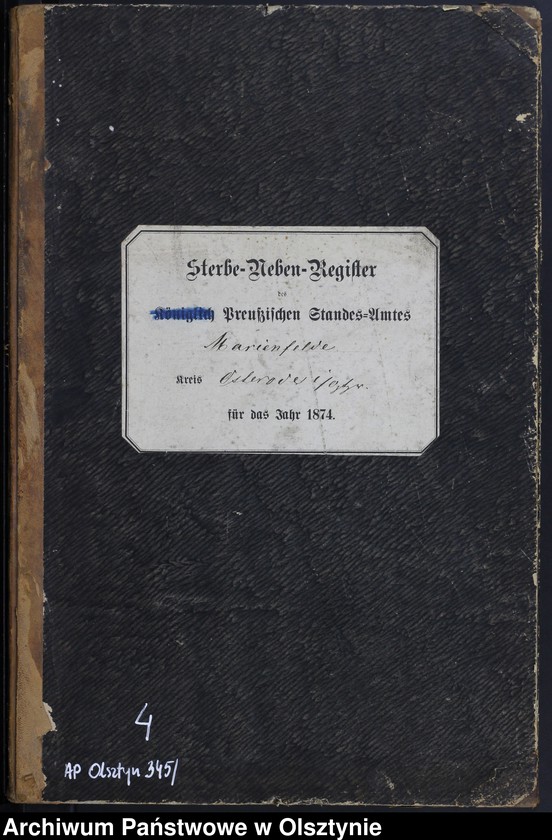 Sterbe-Neben-Register
des
Königlich Preußischen Standes-Amtes
Marienfelde
Kreis Osterode i/Ostpr.
für das Jahr 1874.
4
AP Olsztyn 345/
Archiwum Państwowe w Olsztynie